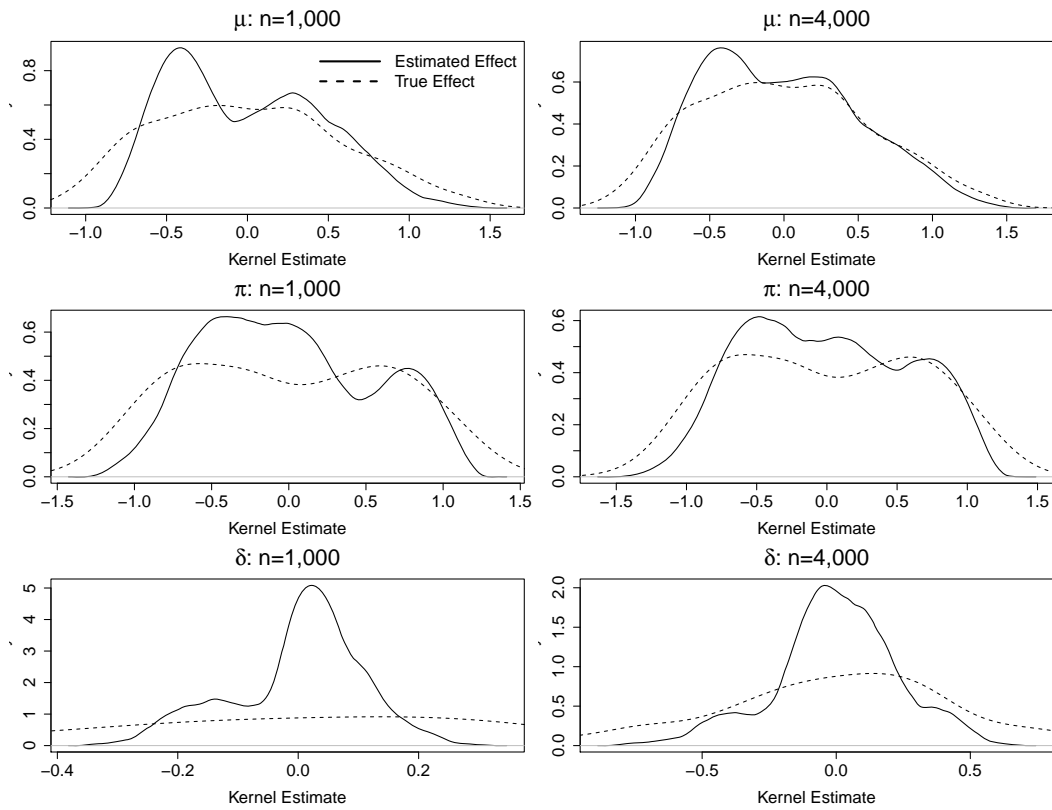 μ: n=1,000
0.8
0.4
0.0
Estimated Effect
True Effect
−1.0 −0.5 0.0 0.5 1.0 1.5
Kernel Estimate
μ: n=4,000
0.6
0.4
0.2
0.0
−1.0 −0.5 0.0 0.5 1.0 1.5
Kernel Estimate
π: n=1,000
0.6
0.4
0.2
0.0
−1.5 −1.0 −0.5 0.0 0.5 1.0 1.5
Kernel Estimate
π: n=4,000
0.6
0.4
0.2
0.0
−1.5 −1.0 −0.5 0.0 0.5 1.0 1.5
Kernel Estimate
δ: n=1,000
5
4
3
2
1
0
−0.4 −0.2 0.0 0.2
Kernel Estimate
δ: n=4,000
2.0
1.5
1.0
0.5
0.0
−0.5 0.0 0.5
Kernel Estimate